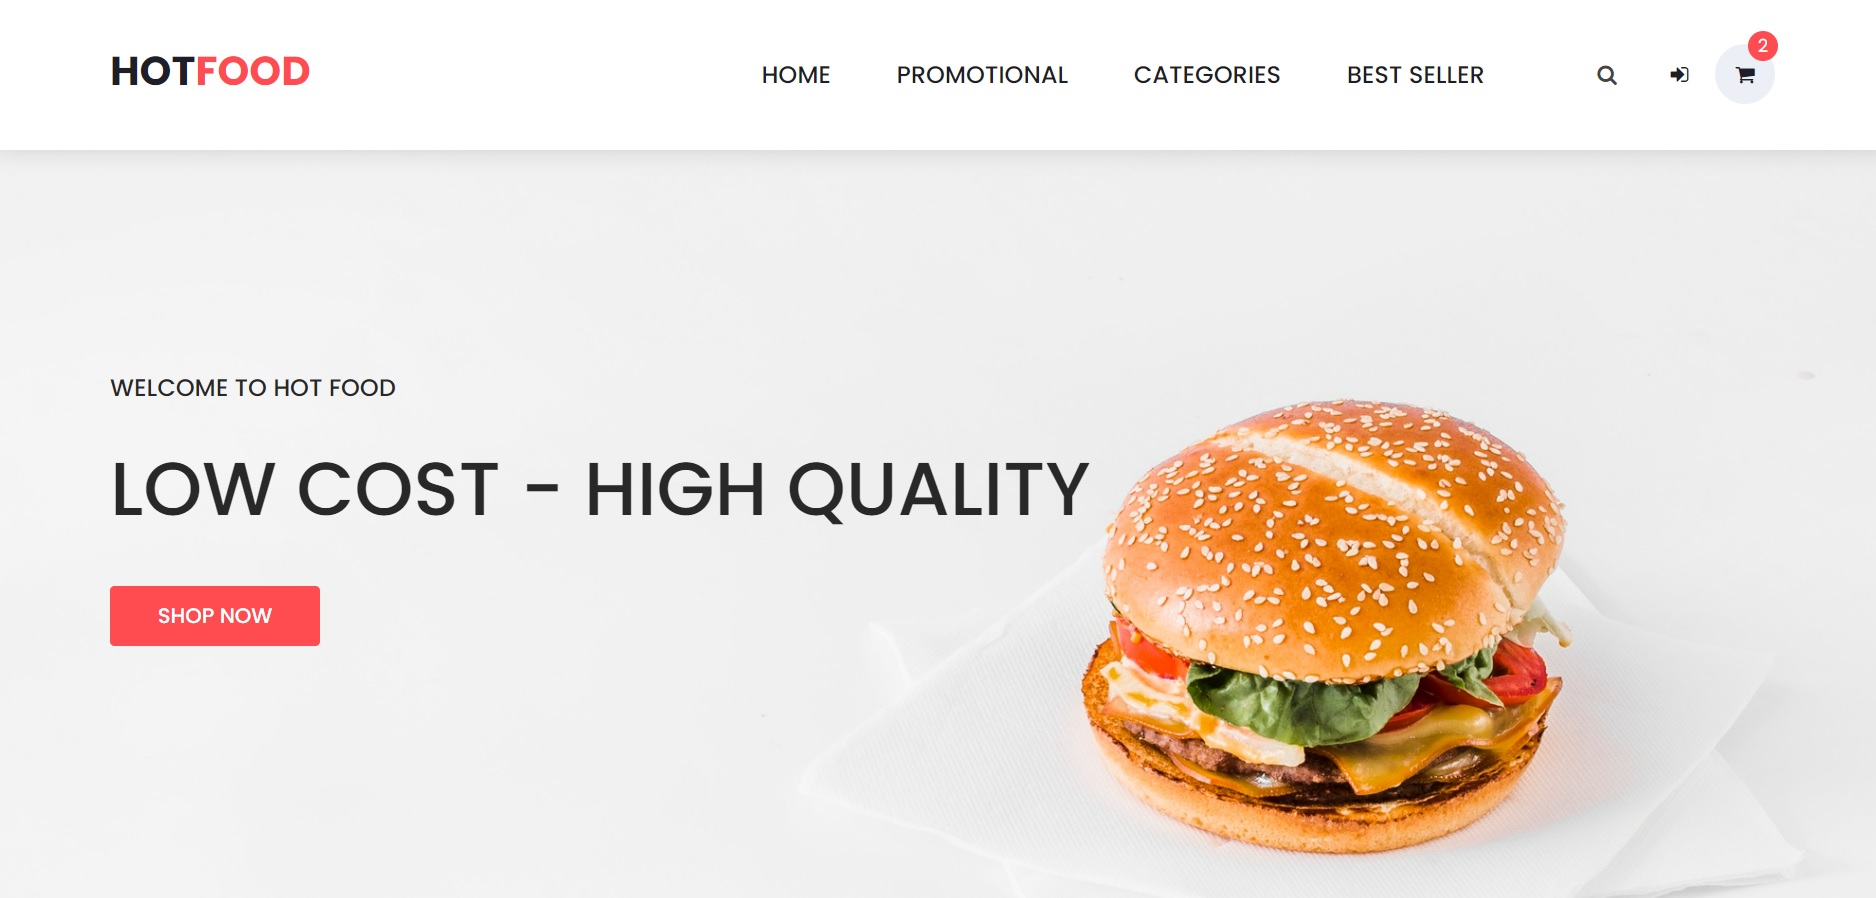 HOTFOOD
HOME PROMOTIONAL CATEGORIES BEST SELLER
2
WELCOME TO HOT FOOD
LOW COST - HIGH QUALITY
SHOP NOW